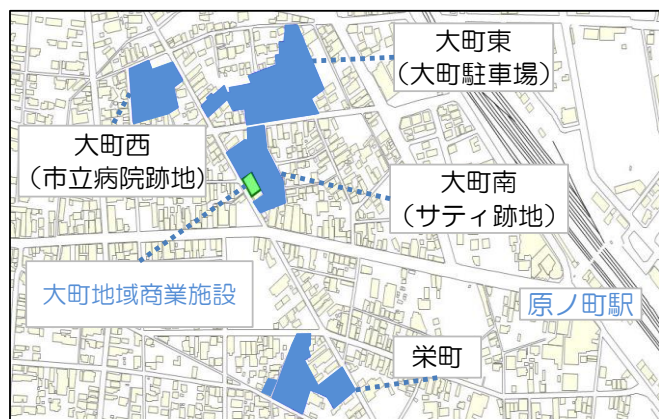 大町東
（大町駐車場）
大町西
（市立病院跡地）
大町南
（サティ跡地）
大町地域商業施設
原ノ町駅
栄町